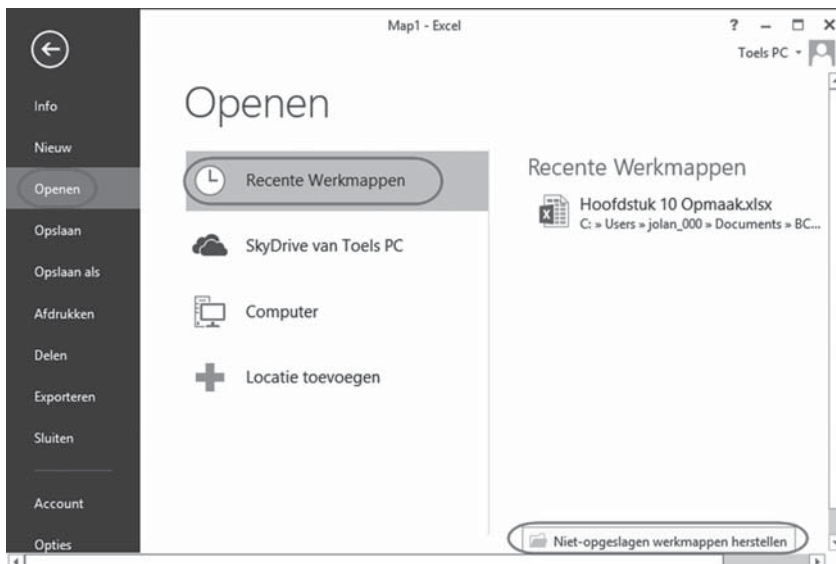 Map1 - Excel
?
Toels PC
Info
Nieuw
Openen
Opslaan
Opslaan als
Afdrukken
Delen
Exporteren
Sluiten
Account
Opties
Openen
Recente Werkmappen
SkyDrive van Toels PC
Computer
Locatie toevoegen
Recente Werkmappen
Hoofdstuk 10 Opmaak.xlsx
C: » Users » jolan_000 » Documents » BC...
Niet-opgeslagen werkmappen herstellen